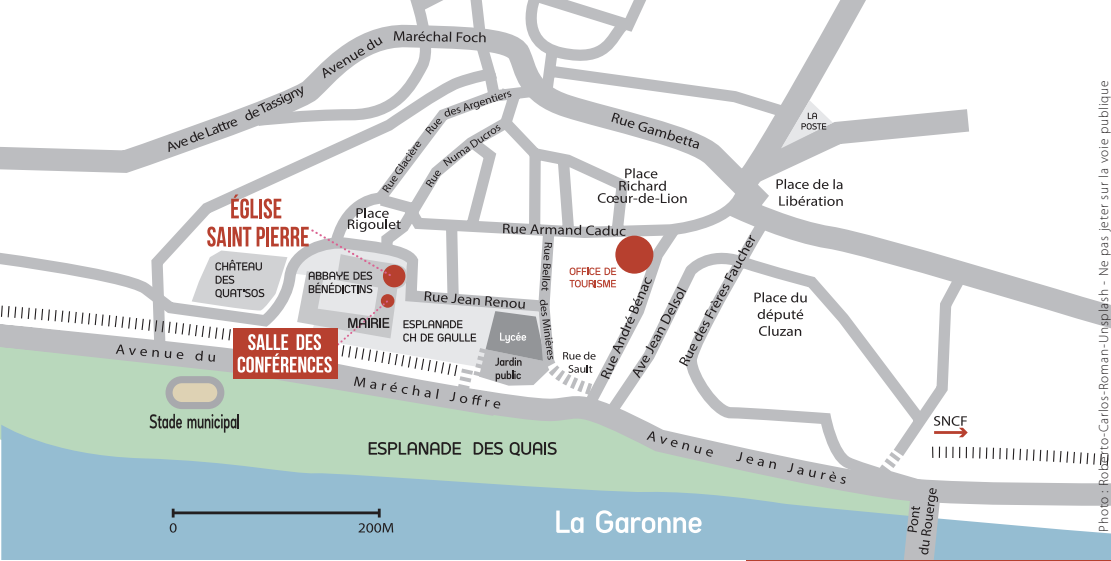 Maréchal Foch
Avenue du
Ave de Lattre de Tassigny
Rue des Argentiers
Rue Glacière
Rue Numa Ducros
Rue Gambetta
LA
POSTE
Place
Richard
Cœur-de-Lion
Place de la
Libération
ÉGLISE
SAINT PIERRE
Place
Rigoulet
Rue Armand Caduc
CHÂTEAU
DES
QUAT'SOS
ABBAYE DES
BÉNÉDICTINS
OFFICE DE
TOURISME
Rue Bellot des Minières
Rue André Bénac
Ave Jean Delsol
Rue des Frères Faucher
Place du
député
Cluzan
Rue Jean Renou
MAIRIE
ESPLANADE
CH DE GAULLE
Lycée
Jardin
public
Rue de
Sault
SALLE DES
CONFÉRENCES
Avenue du
Maréchal Joffre
Stade municipal
ESPLANADE DES QUAIS
Avenue Jean Jaurès
SNCF
Pont
du Rouerge
La Garonne
0 200M
Photo : Roberto-Carlos-Roman-Unsplash - Ne pas jeter sur la voie publique